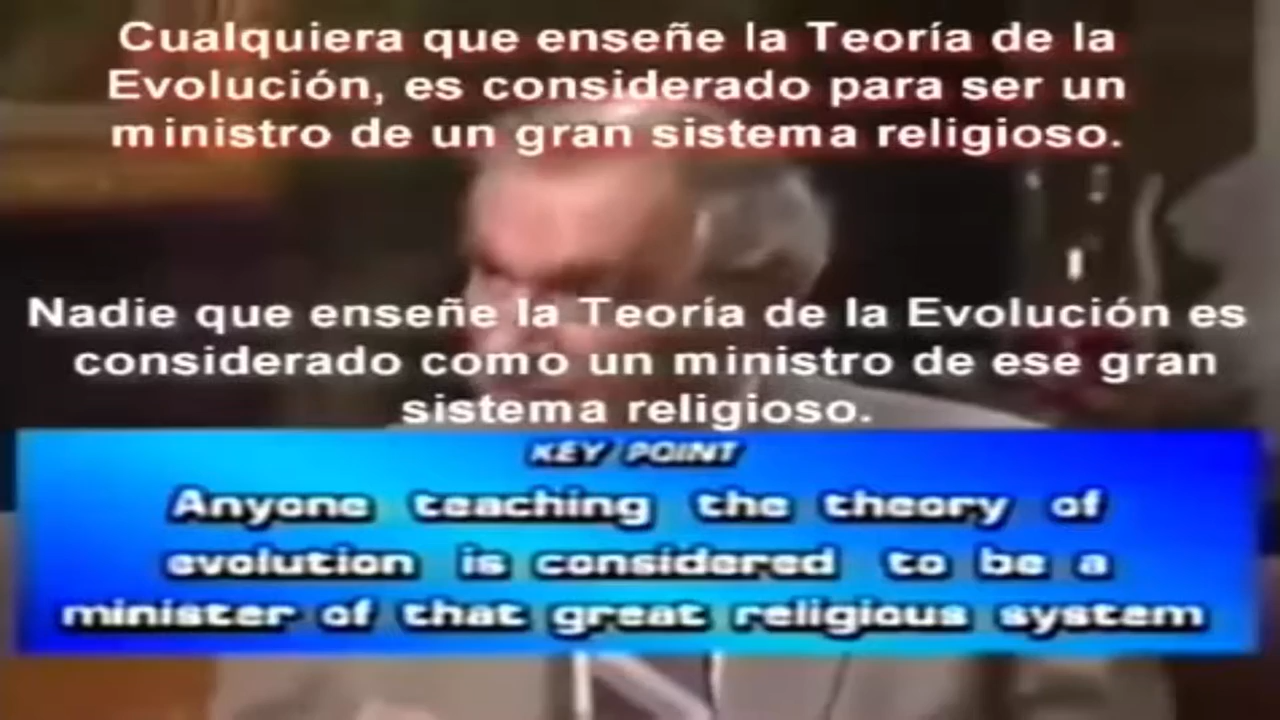 Cualquiera que enseñe la Teoría de la
Evolución, es considerado para ser un
ministro de un gran sistema religioso.
Nadie que enseñe la Teoría de la Evolución es
considerado como un ministro de ese gran
sistema religioso.
KEY POINT
Anyone teaching the theory of
evolution is considered to be a
minister of that great religious system